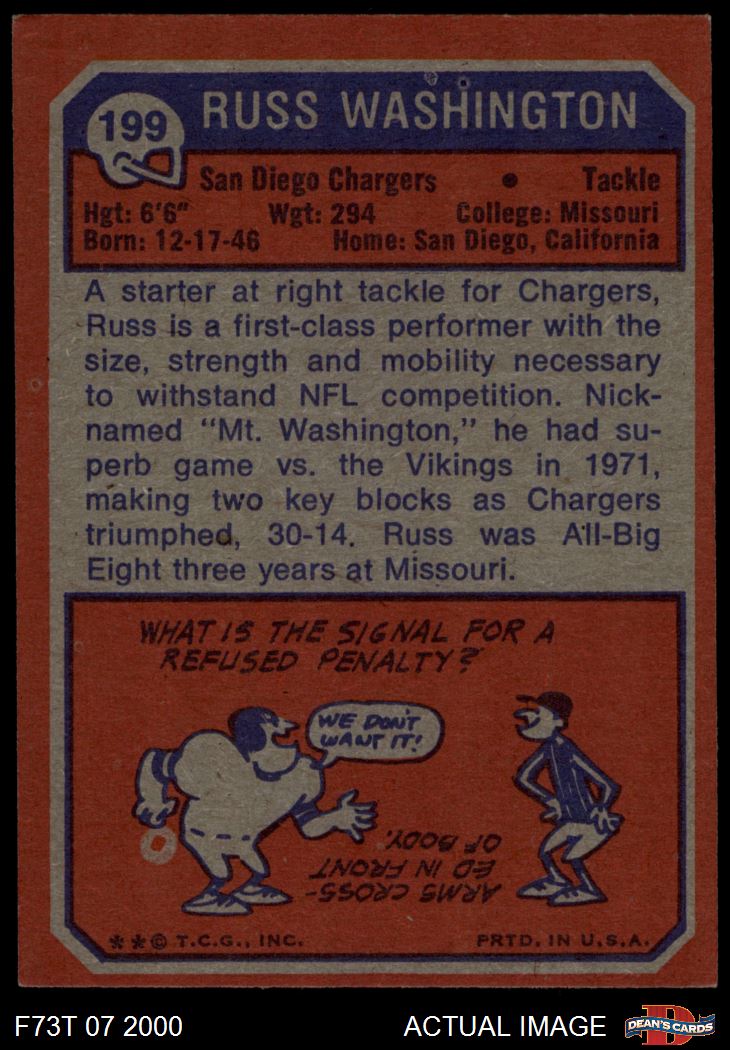 199 RUSS WASHINGTON
San Diego Chargers • Tackle
Hgt: 6'6" Wgt: 294 College: Missouri
Born: 12-17-46 Home: San Diego, California
A starter at right tackle for Chargers,
Russ is a first-class performer with the
size, strength and mobility necessary
to withstand NFL competition. Nick-
named "Mt. Washington," he had su-
perb game vs. the Vikings in 1971,
making two key blocks as Chargers
triumphed, 30-14. Russ was All-Big
Eight three years at Missouri.
WHAT IS THE SIGNAL FOR A
REFUSED PENALTY?
WE DON'T
WANT IT!
ARMS CROSS-
ED IN FRONT
OF BODY.
**© T.C.G., INC. PRTD. IN U.S.A.
F73T 07 2000 ACTUAL IMAGE
D
DEAN'S CARDS